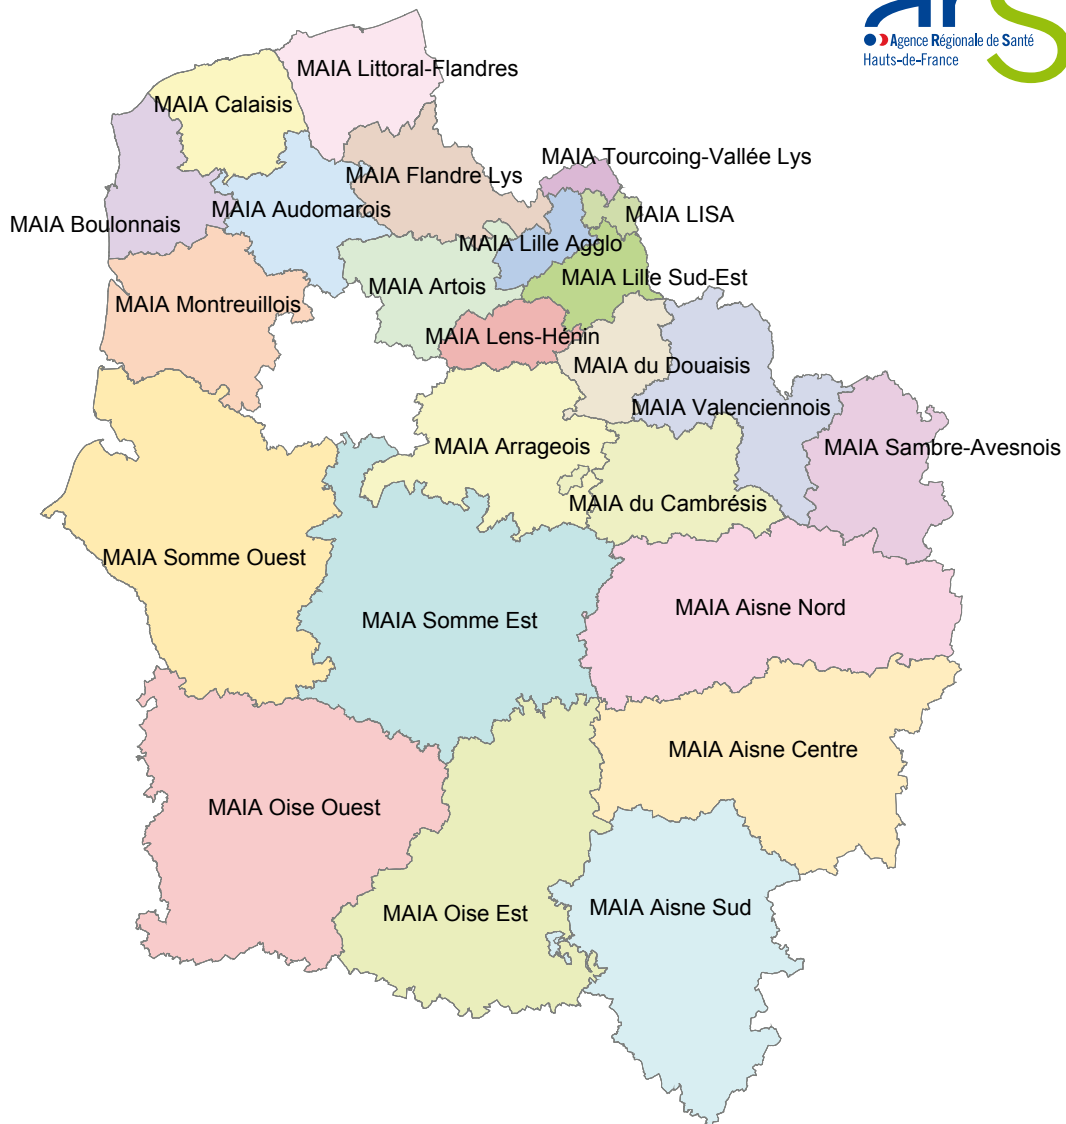 ars
Agence Régionale de Santé
Hauts-de-France
MAIA Littoral-Flandres
MAIA Calaisis
MAIA Tourcoing-Vallée Lys
MAIA Flandre Lys
MAIA Audomarois
MAIA LISA
MAIA Boulonnais
MAIA Lille Agglo
MAIA Lille Sud-Est
MAIA Artois
MAIA Montreuillois
MAIA Lens-Hénin
MAIA du Douaisis
MAIA Valenciennois
MAIA Arrageois
MAIA Sambre-Avesnois
MAIA du Cambrésis
MAIA Somme Ouest
MAIA Aisne Nord
MAIA Somme Est
MAIA Aisne Centre
MAIA Oise Ouest
MAIA Aisne Sud
MAIA Oise Est